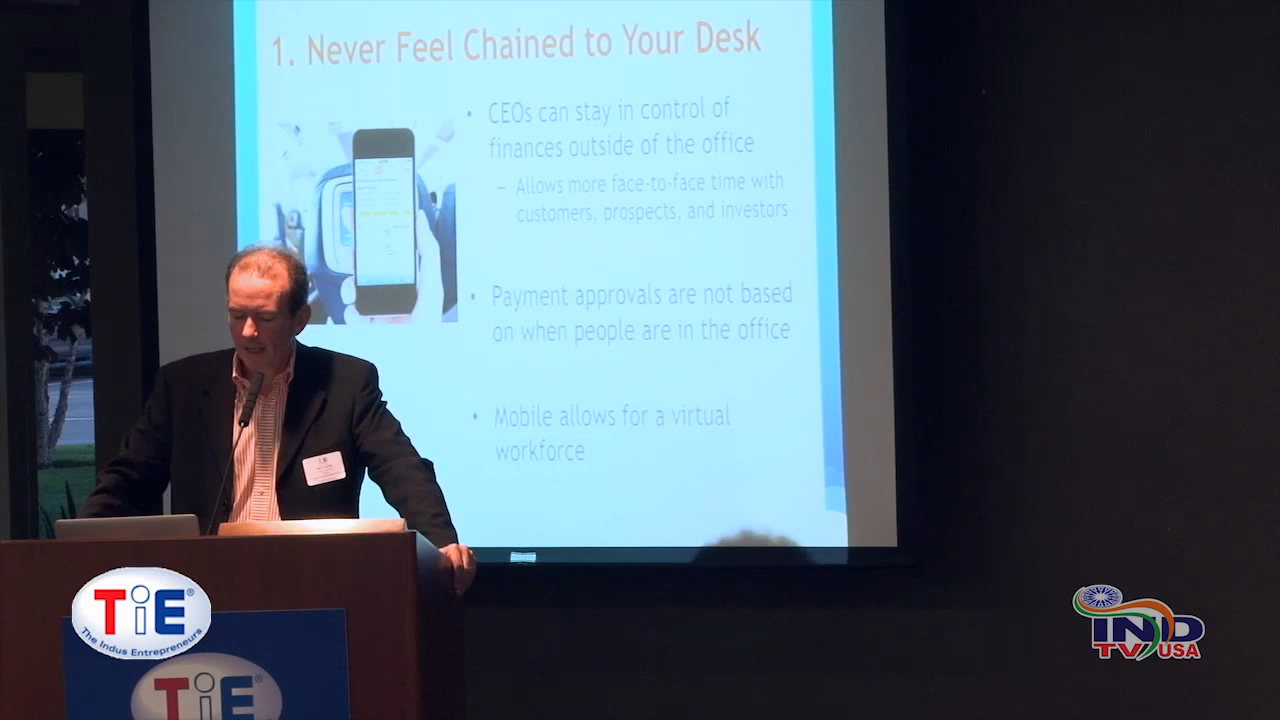 1. Never Feel Chained to Your Desk
• CEOs can stay in control of
finances outside of the office
– Allows more face-to-face time with
customers, prospects, and investors
• Payment approvals are not based
on when people are in the office
• Mobile allows for a virtual
workforce
TiE®
The Indus Entrepreneurs
TiE®
IND
TV USA